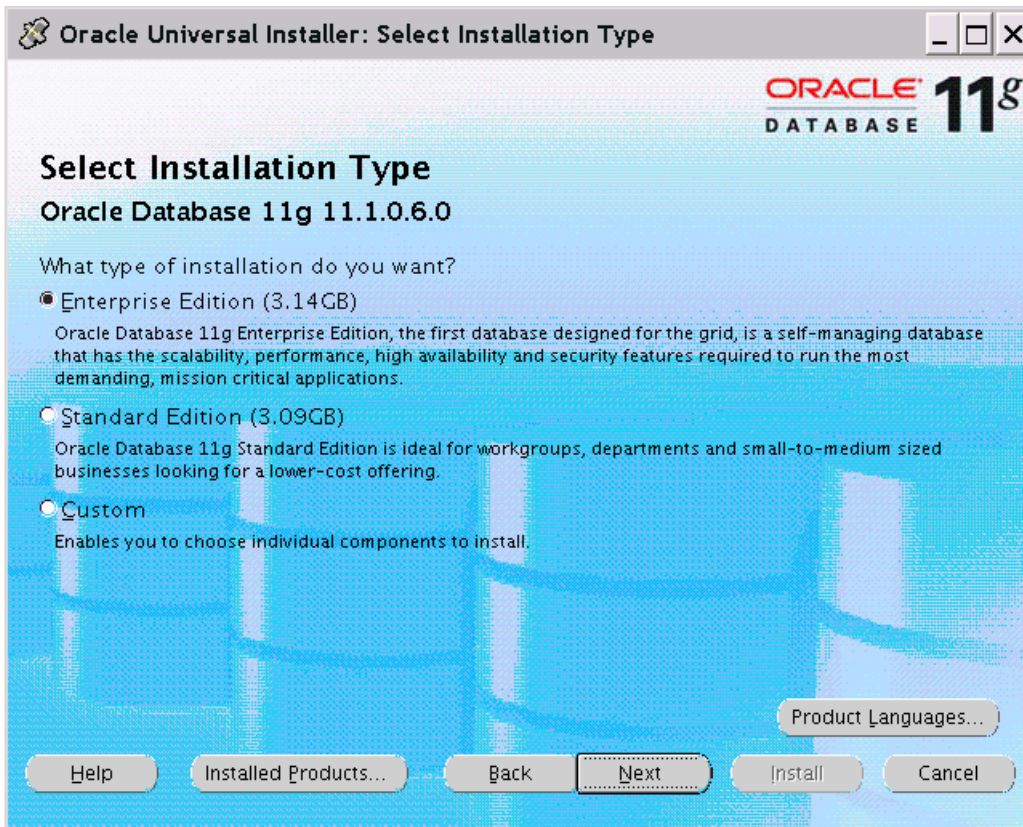 Oracle Universal Installer: Select Installation Type
ORACLE 11g
DATABASE
Select Installation Type
Oracle Database 11g 11.1.0.6.0
What type of installation do you want?
Enterprise Edition (3.14GB)
Oracle Database 11g Enterprise Edition, the first database designed for the grid, is a self-managing database
that has the scalability, performance, high availability and security features required to run the most
demanding, mission critical applications.
Standard Edition (3.09GB)
Oracle Database 11g Standard Edition is ideal for workgroups, departments and small-to-medium sized
businesses looking for a lower-cost offering.
Custom
Enables you to choose individual components to install.
Product Languages...
Help Installed Products... Back Next Install Cancel